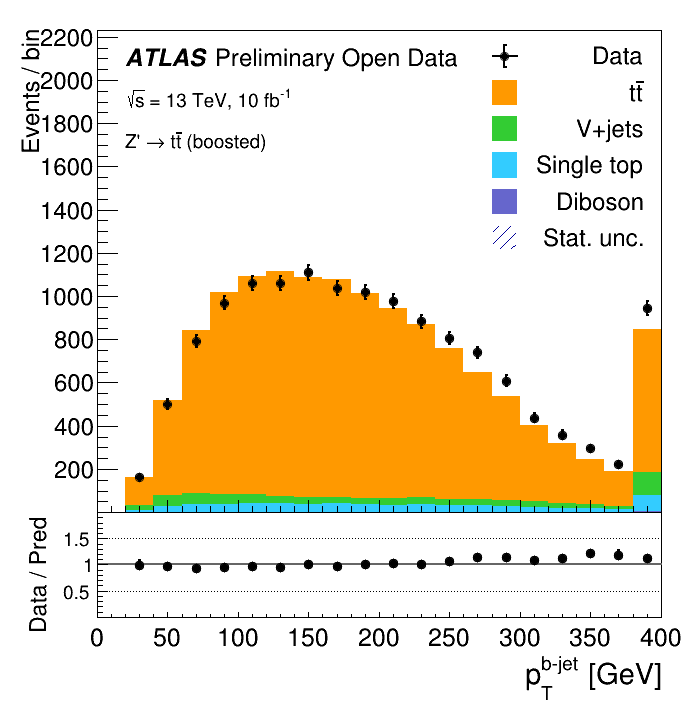 Events / bin
2200
2000
1800
1600
1400
1200
1000
800
600
400
200
ATLAS Preliminary Open Data
√s = 13 TeV, 10 fb⁻¹
Z' → tt̄ (boosted)
Data
tt̄
V+jets
Single top
Diboson
Stat. unc.
Data / Pred
1.5
1
0.5
0 50 100 150 200 250 300 350 400
p_T^b-jet [GeV]